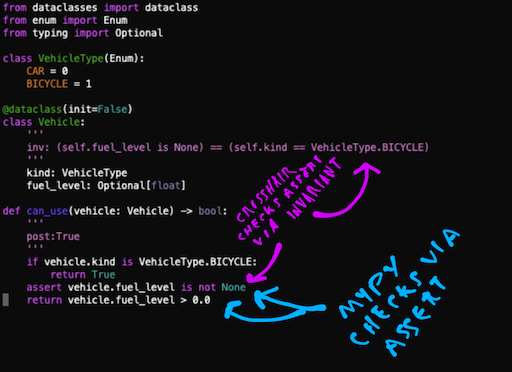 from dataclasses import dataclass
from enum import Enum
from typing import Optional
class VehicleType(Enum):
    CAR = 0
    BICYCLE = 1
@dataclass(init=False)
class Vehicle:
    '''
    inv: (self.fuel_level is None) == (self.kind == VehicleType.BICYCLE)
    '''
    kind: VehicleType
    fuel_level: Optional[float]
def can_use(vehicle: Vehicle) -> bool:
    '''
    post:True
    '''
    if vehicle.kind is VehicleType.BICYCLE:
        return True
    assert vehicle.fuel_level is not None
    return vehicle.fuel_level > 0.0
CROSSHAIR
CHECKS ASSERT
VIA INVARIANT
MYPY
CHECKS VIA
ASSERT